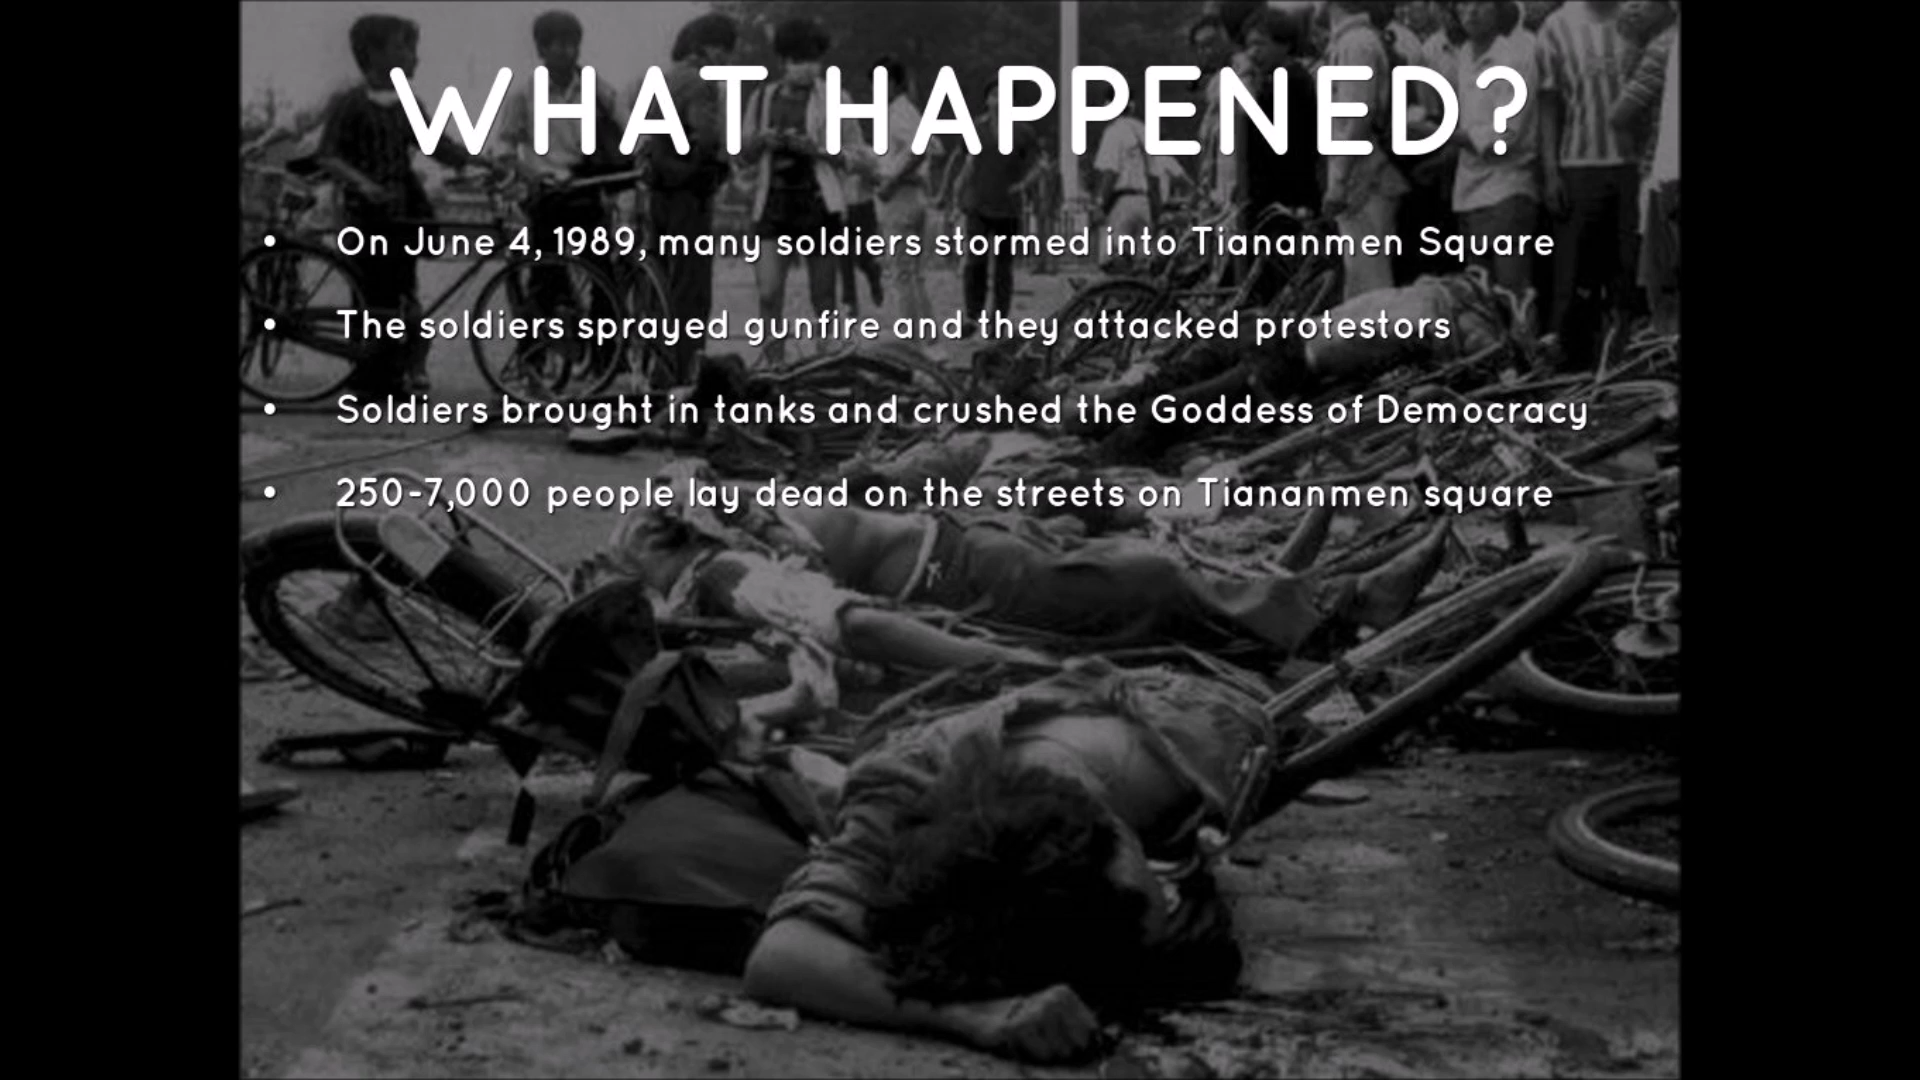 WHAT HAPPENED?
• On June 4, 1989, many soldiers stormed into Tiananmen Square
• The soldiers sprayed gunfire and they attacked protestors
• Soldiers brought in tanks and crushed the Goddess of Democracy
• 250-7,000 people lay dead on the streets on Tiananmen square